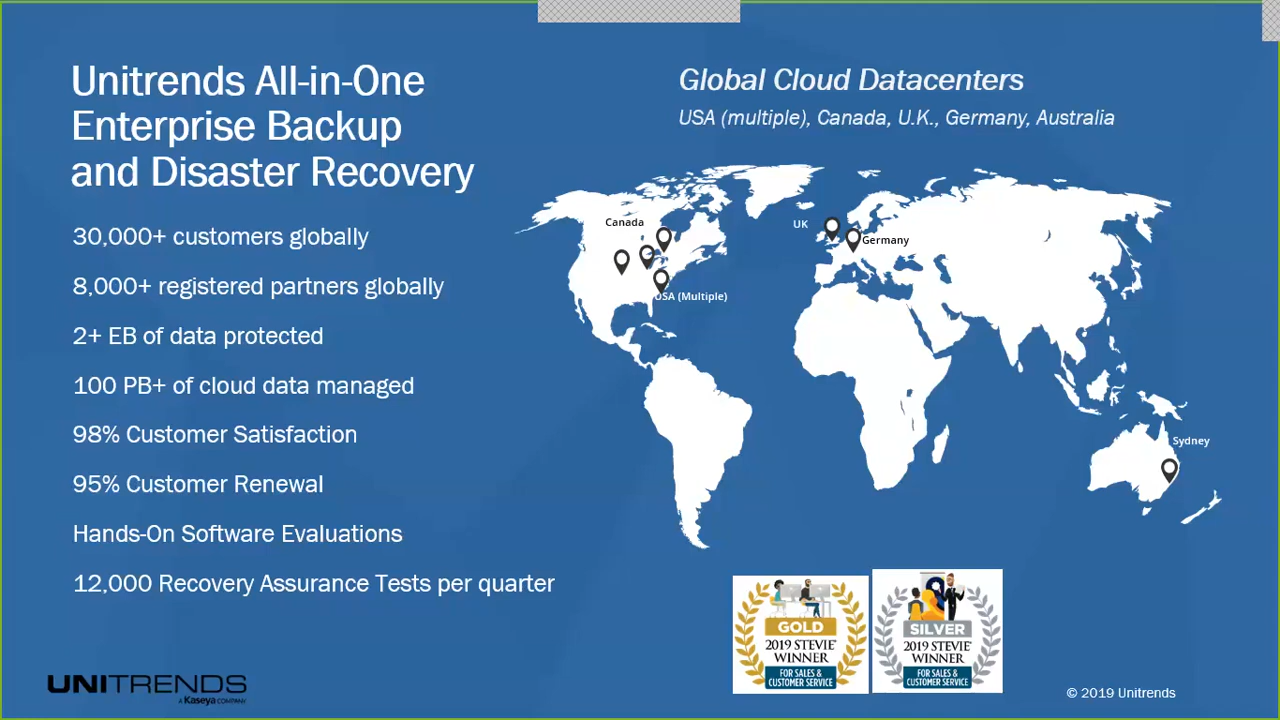 Unitrends All-in-One
Enterprise Backup
and Disaster Recovery
30,000+ customers globally
8,000+ registered partners globally
2+ EB of data protected
100 PB+ of cloud data managed
98% Customer Satisfaction
95% Customer Renewal
Hands-On Software Evaluations
12,000 Recovery Assurance Tests per quarter
Global Cloud Datacenters
USA (multiple), Canada, U.K., Germany, Australia
Canada
UK
Germany
USA (Multiple)
Sydney
GOLD
2019 STEVIE®
WINNER
FOR SALES &
CUSTOMER SERVICE
SILVER
2019 STEVIE®
WINNER
FOR SALES &
CUSTOMER SERVICE
UNITRENDS
A Kaseya COMPANY
© 2019 Unitrends